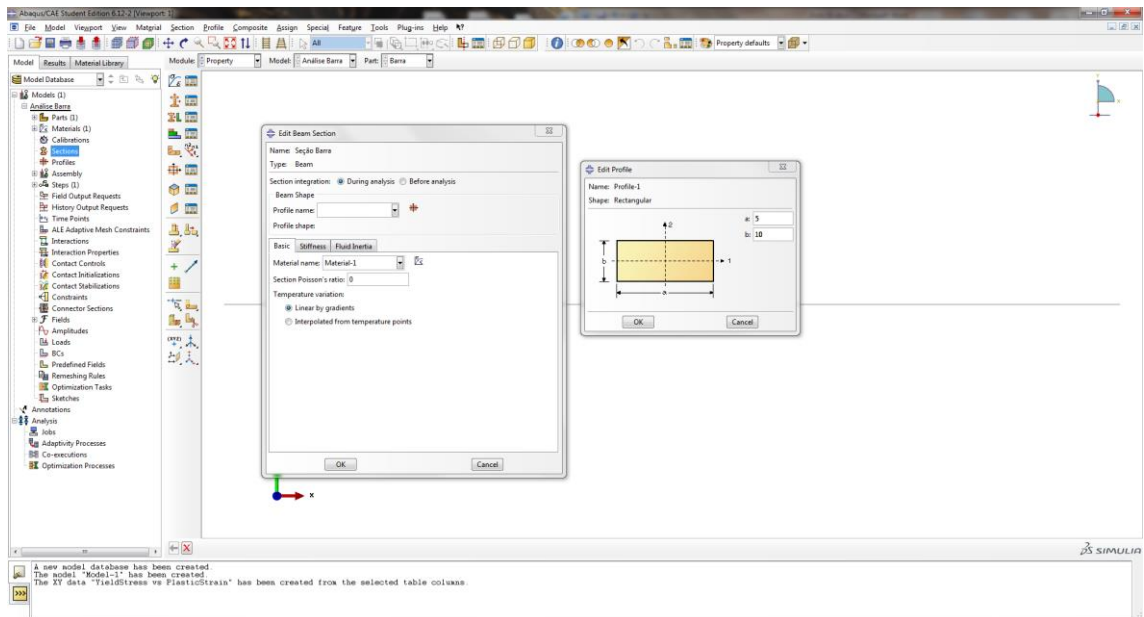 Abaqus/CAE Student Edition 6.12-2 [Viewport: 1]
File Model Viewport View Material Section Profile Composite Assign Special Feature Tools Plug-ins Help
All
Property defaults
Model Results Material Library
Module: Property Model: Análise Barra Part: Barra
Model Database
Models (1)
Análise Barra
Parts (1)
Materials (1)
Calibrations
Sections
Profiles
Assembly
Steps (1)
Field Output Requests
History Output Requests
Time Points
ALE Adaptive Mesh Constraints
Interactions
Interaction Properties
Contact Controls
Contact Initializations
Contact Stabilizations
Constraints
Connector Sections
Fields
Amplitudes
Loads
BCs
Predefined Fields
Remeshing Rules
Optimization Tasks
Sketches
Annotations
Analysis
Jobs
Adaptivity Processes
Co-executions
Optimization Processes
Edit Beam Section
Name: Seção Barra
Type: Beam
Section integration: During analysis Before analysis
Beam Shape
Profile name:
Profile shape:
Basic Stiffness Fluid Inertia
Material name: Material-1
Section Poisson's ratio: 0
Temperature variation:
Linear by gradients
Interpolated from temperature points
OK Cancel
Edit Profile
Name: Profile-1
Shape: Rectangular
a: 5
b: 10
2
1
b
a
OK Cancel
x
SIMULIA
A new model database has been created.
The model "Model-1" has been created.
The XY data "YieldStress vs PlasticStrain" has been created from the selected table columns.